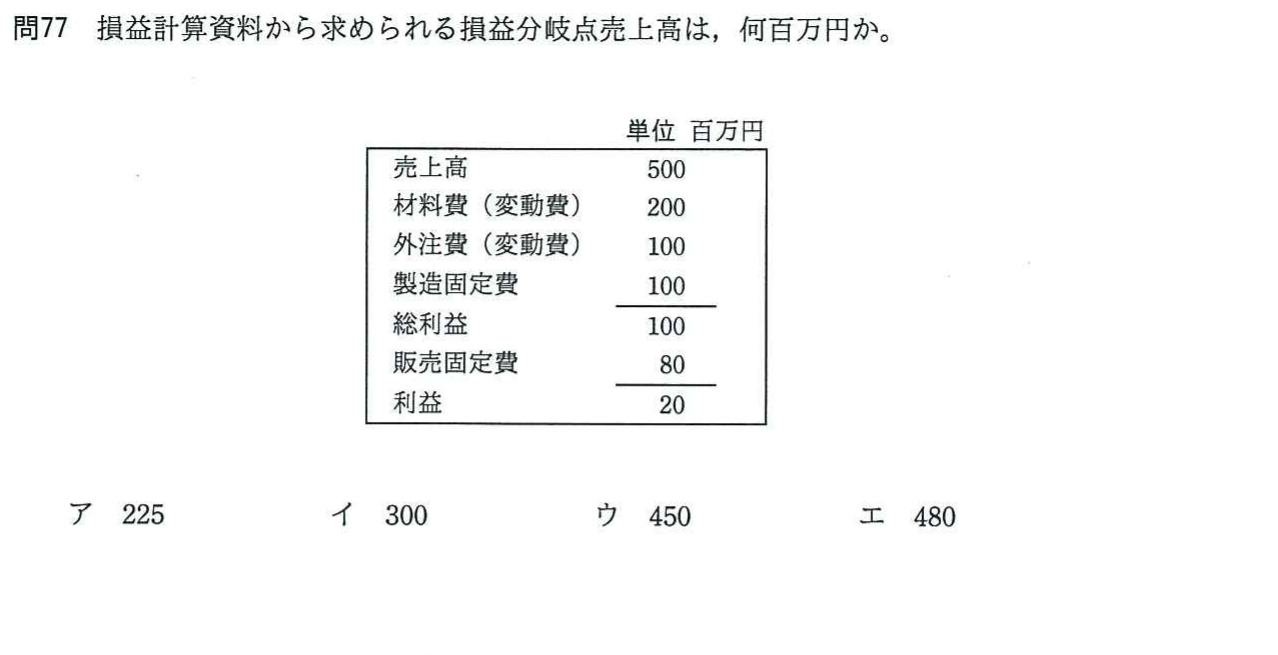 問77 損益計算資料から求められる損益分岐点売上高は，何百万円か。
単位 百万円
売上高 500
材料費（変動費） 200
外注費（変動費） 100
製造固定費 100
総利益 100
販売固定費 80
利益 20
ア 225 イ 300 ウ 450 エ 480